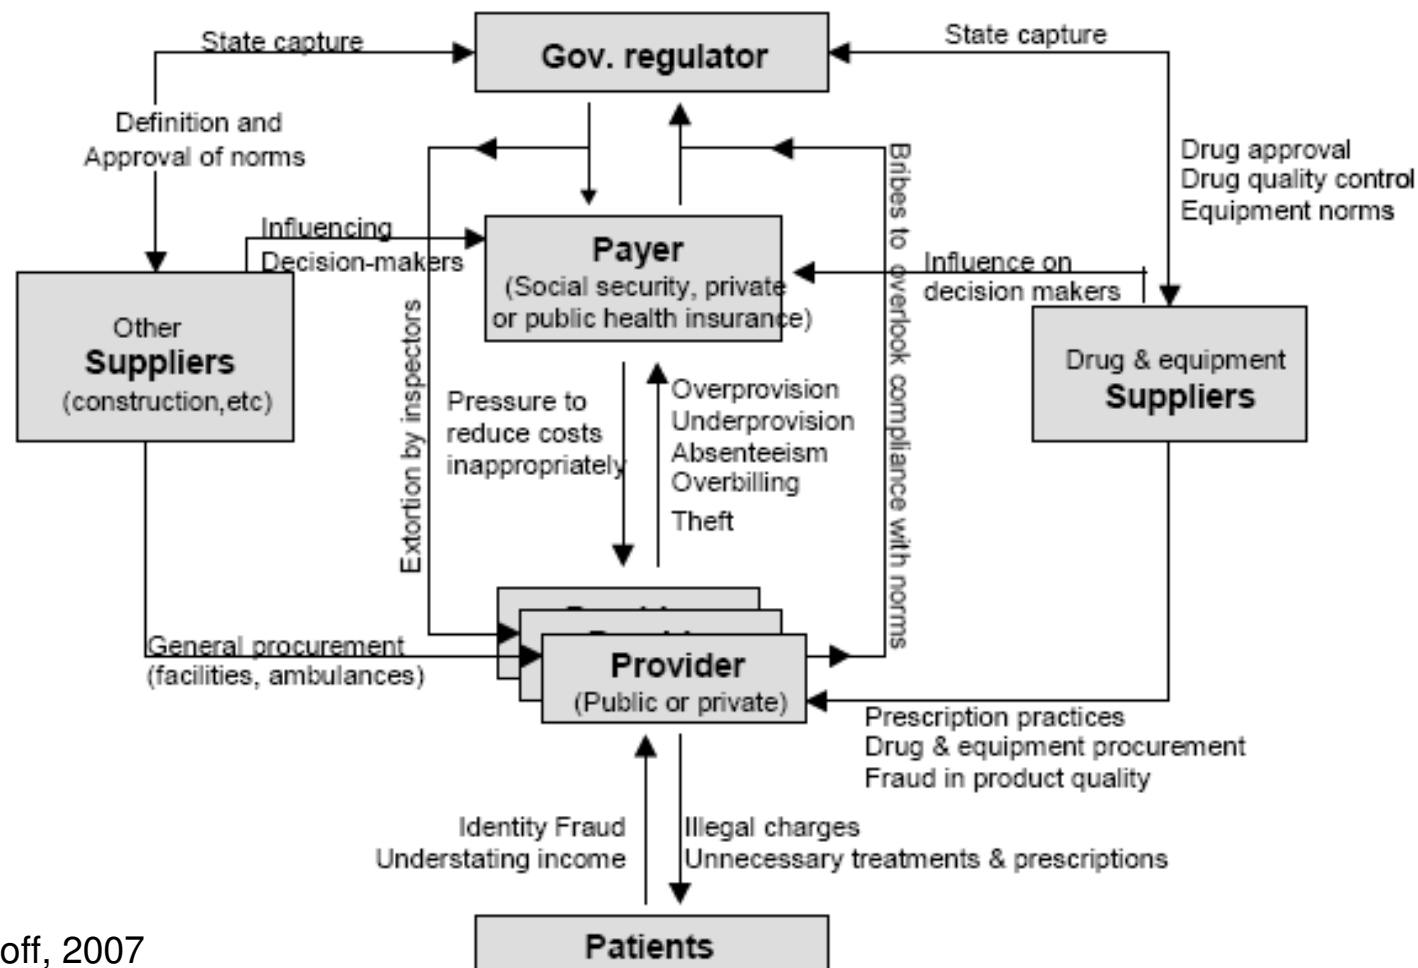 State capture
Gov. regulator
State capture
Definition and
Approval of norms
Drug approval
Drug quality control
Equipment norms
Influencing
Decision-makers
Payer
(Social security, private
or public health insurance)
Influence on
decision makers
Other
Suppliers
(construction,etc)
Drug & equipment
Suppliers
Extortion by inspectors
Pressure to
reduce costs
inappropriately
Overprovision
Underprovision
Absenteeism
Overbilling
Theft
Bribes to overlook compliance with norms
General procurement
(facilities, ambulances)
Provider
(Public or private)
Prescription practices
Drug & equipment procurement
Fraud in product quality
Identity Fraud
Understating income
Illegal charges
Unnecessary treatments & prescriptions
Patients
off, 2007